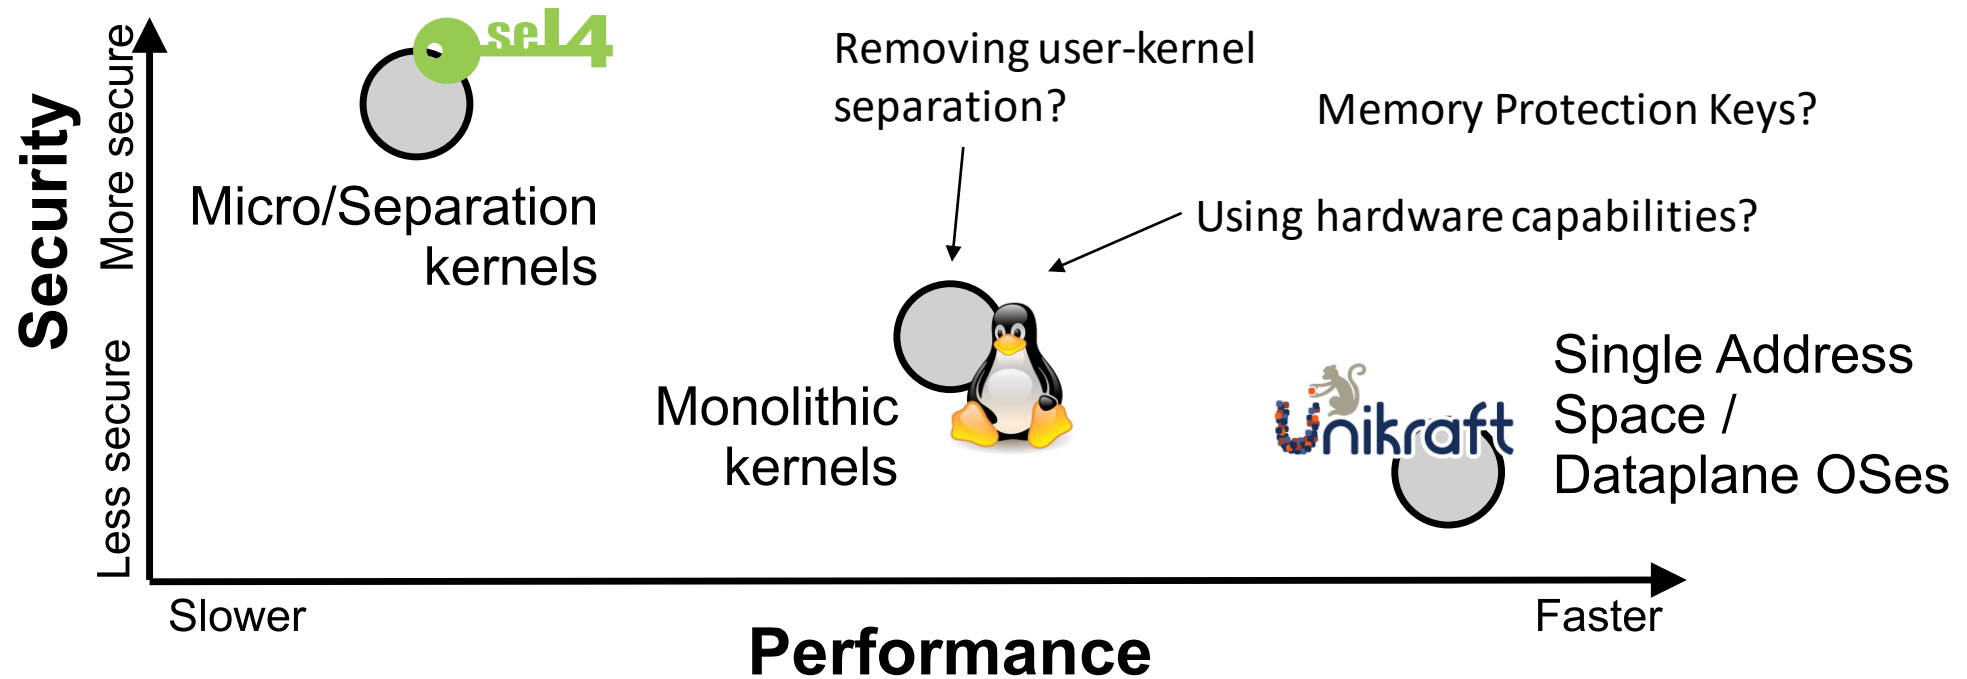 seL4
Removing user-kernel
separation?
Memory Protection Keys?
Using hardware capabilities?
Micro/Separation
kernels
Monolithic
kernels
Unikraft
Single Address
Space /
Dataplane OSes
Security
More secure
Less secure
Slower
Faster
Performance